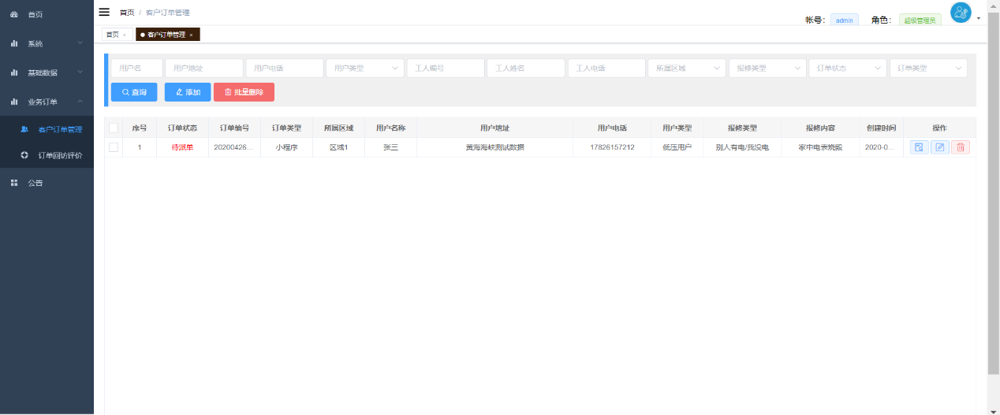 首页
系统
基础数据
业务订单
客户订单管理
订单回访评价
公告
首页 / 客户订单管理
帐号： admin 角色： 超级管理员
首页 × 客户订单管理 ×
用户名 用户地址 用户电话 用户类型 工人编号 工人姓名 工人电话 所属区域 报修类型 订单状态 订单类型
查询 添加 批量删除
序号 订单状态 订单编号 订单类型 所属区域 用户名称 用户地址 用户电话 用户类型 报修类型 报修内容 创建时间 操作
1 待派单 20200426... 小程序 区域1 张三 黄海海峡测试数据 17826157212 低压用户 别人有电/我没电 家中电表烧毁 2020-0...